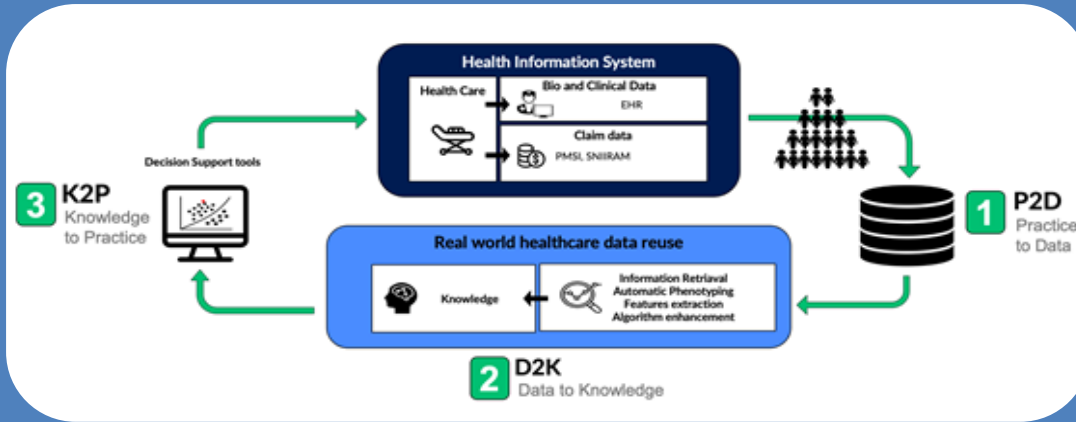 Health Information System
Health Care
Bio and Clinical Data
EHR
Claim data
PMSI, SNIIRAM
Decision Support tools
3 K2P
Knowledge
to Practice
1 P2D
Practice
to Data
Real world healthcare data reuse
Knowledge
Information Retriaval
Automatic Phenotyping
Features extraction
Algorithm enhancement
2 D2K
Data to Knowledge